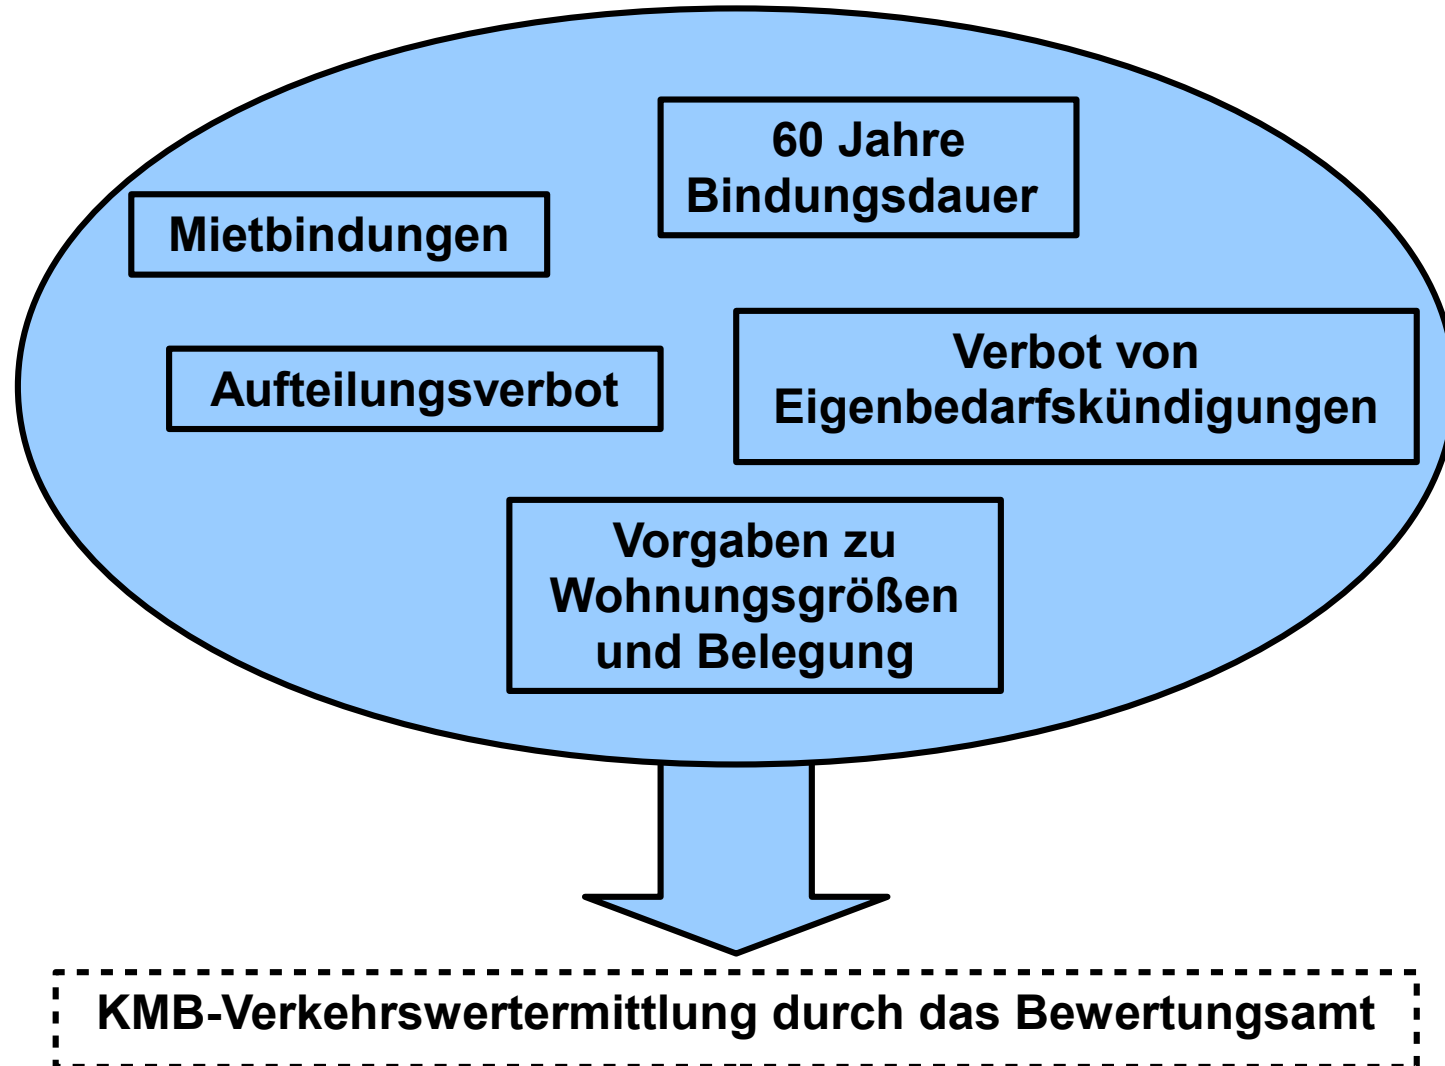 60 Jahre
Bindungsdauer
Mietbindungen
Verbot von
Eigenbedarfskündigungen
Aufteilungsverbot
Vorgaben zu
Wohnungsgrößen
und Belegung
KMB-Verkehrswertermittlung durch das Bewertungsamt